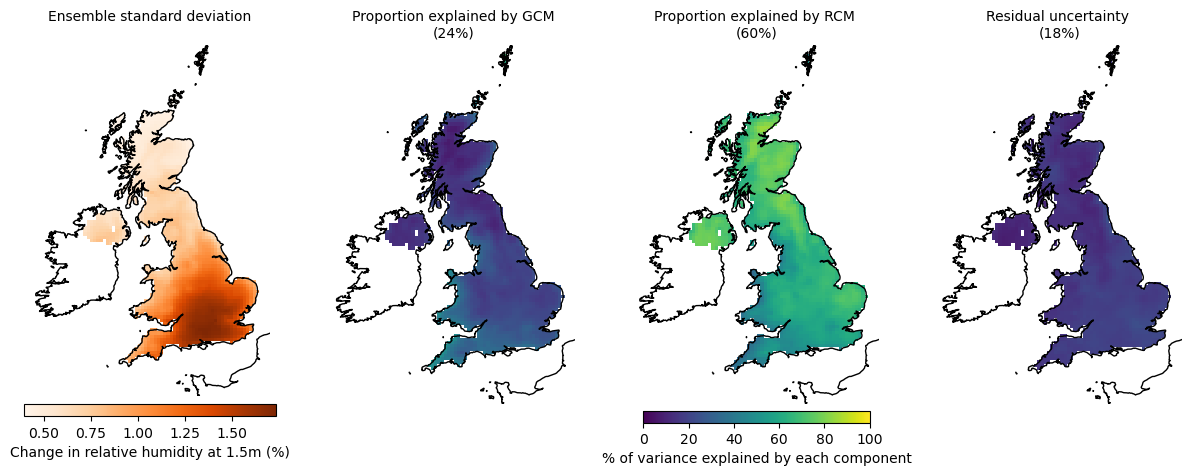 Ensemble standard deviation
Proportion explained by GCM
(24%)
Proportion explained by RCM
(60%)
Residual uncertainty
(18%)
0.50 0.75 1.00 1.25 1.50
Change in relative humidity at 1.5m (%)
0 20 40 60 80 100
% of variance explained by each component